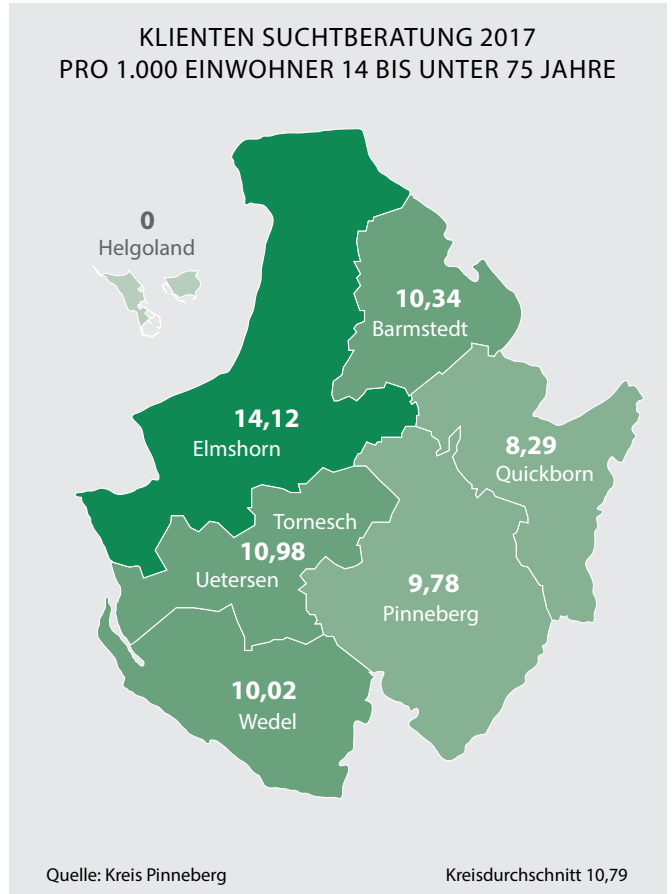 KLIENTEN SUCHTBERATUNG 2017
PRO 1.000 EINWOHNER 14 BIS UNTER 75 JAHRE
0
Helgoland
10,34
Barmstedt
14,12
Elmshorn
8,29
Quickborn
Tornesch
10,98
Uetersen
9,78
Pinneberg
10,02
Wedel
Quelle: Kreis Pinneberg
Kreisdurchschnitt 10,79